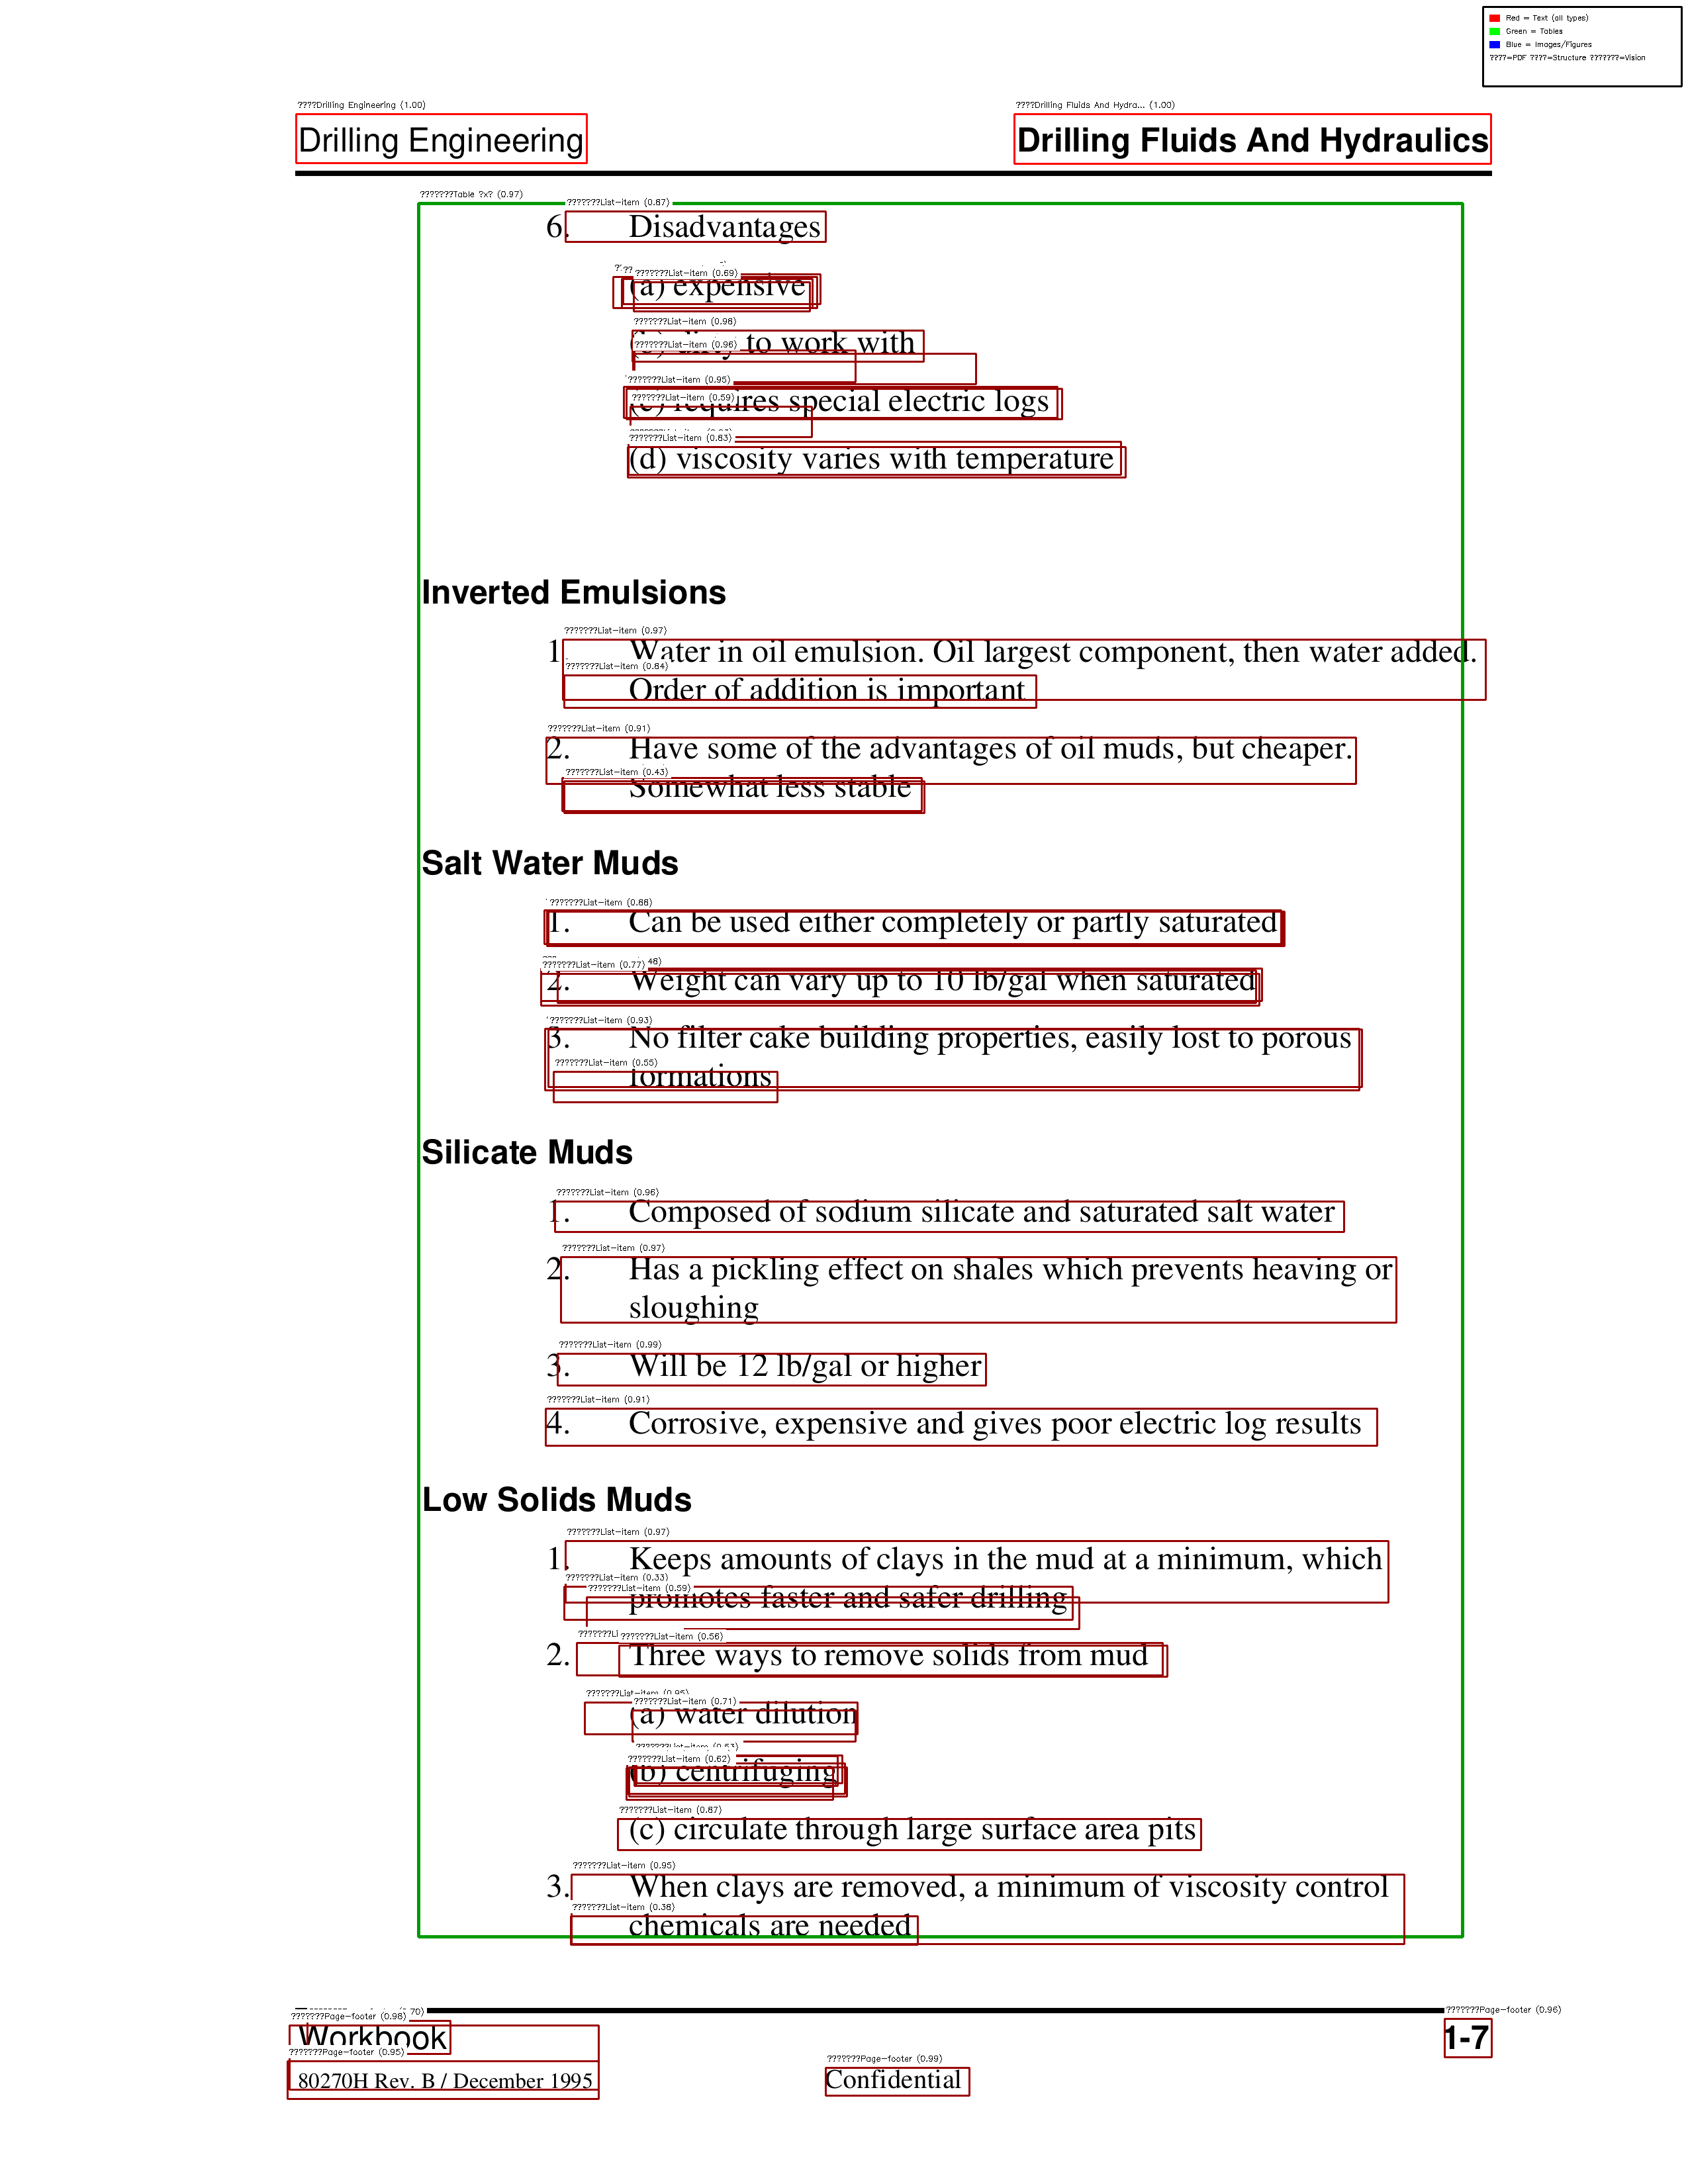 Red = Text (all types)
Green = Tables
Blue = Images/Figures
????=PDF ????=Structure ???????=Vision
????Drilling Engineering (1.00)
????Drilling Fluids And Hydra... (1.00)
Drilling Engineering
Drilling Fluids And Hydraulics
???????Table ?x? (0.97)
???????List-item (0.87)
6. Disadvantages
???????List-item (0.69)
(a) expensive
???????List-item (0.98)
(b) dirty to work with
???????List-item (0.96)
???????List-item (0.95)
???????List-item (0.59)
(c) requires special electric logs
???????List-item (0.83)
(d) viscosity varies with temperature
Inverted Emulsions
???????List-item (0.97)
1. Water in oil emulsion. Oil largest component, then water added.
???????List-item (0.84)
Order of addition is important
???????List-item (0.91)
2. Have some of the advantages of oil muds, but cheaper.
???????List-item (0.43)
Somewhat less stable
Salt Water Muds
???????List-item (0.88)
1. Can be used either completely or partly saturated
???????List-item (0.77)
2. Weight can vary up to 10 lb/gal when saturated
???????List-item (0.93)
3. No filter cake building properties, easily lost to porous
???????List-item (0.55)
formations
Silicate Muds
???????List-item (0.96)
1. Composed of sodium silicate and saturated salt water
???????List-item (0.97)
2. Has a pickling effect on shales which prevents heaving or
sloughing
???????List-item (0.99)
3. Will be 12 lb/gal or higher
???????List-item (0.91)
4. Corrosive, expensive and gives poor electric log results
Low Solids Muds
???????List-item (0.97)
1. Keeps amounts of clays in the mud at a minimum, which
???????List-item (0.33)
???????List-item (0.59)
promotes faster and safer drilling
???????List-item (0.56)
2. Three ways to remove solids from mud
???????List-item (0.95)
???????List-item (0.71)
(a) water dilution
???????List-item (0.53)
???????List-item (0.62)
(b) centrifuging
???????List-item (0.87)
(c) circulate through large surface area pits
???????List-item (0.95)
3. When clays are removed, a minimum of viscosity control
???????List-item (0.38)
chemicals are needed
???????Page-footer (0.98)
???????Page-footer (0.96)
Workbook
1-7
???????Page-footer (0.95)
???????Page-footer (0.99)
80270H Rev. B / December 1995
Confidential